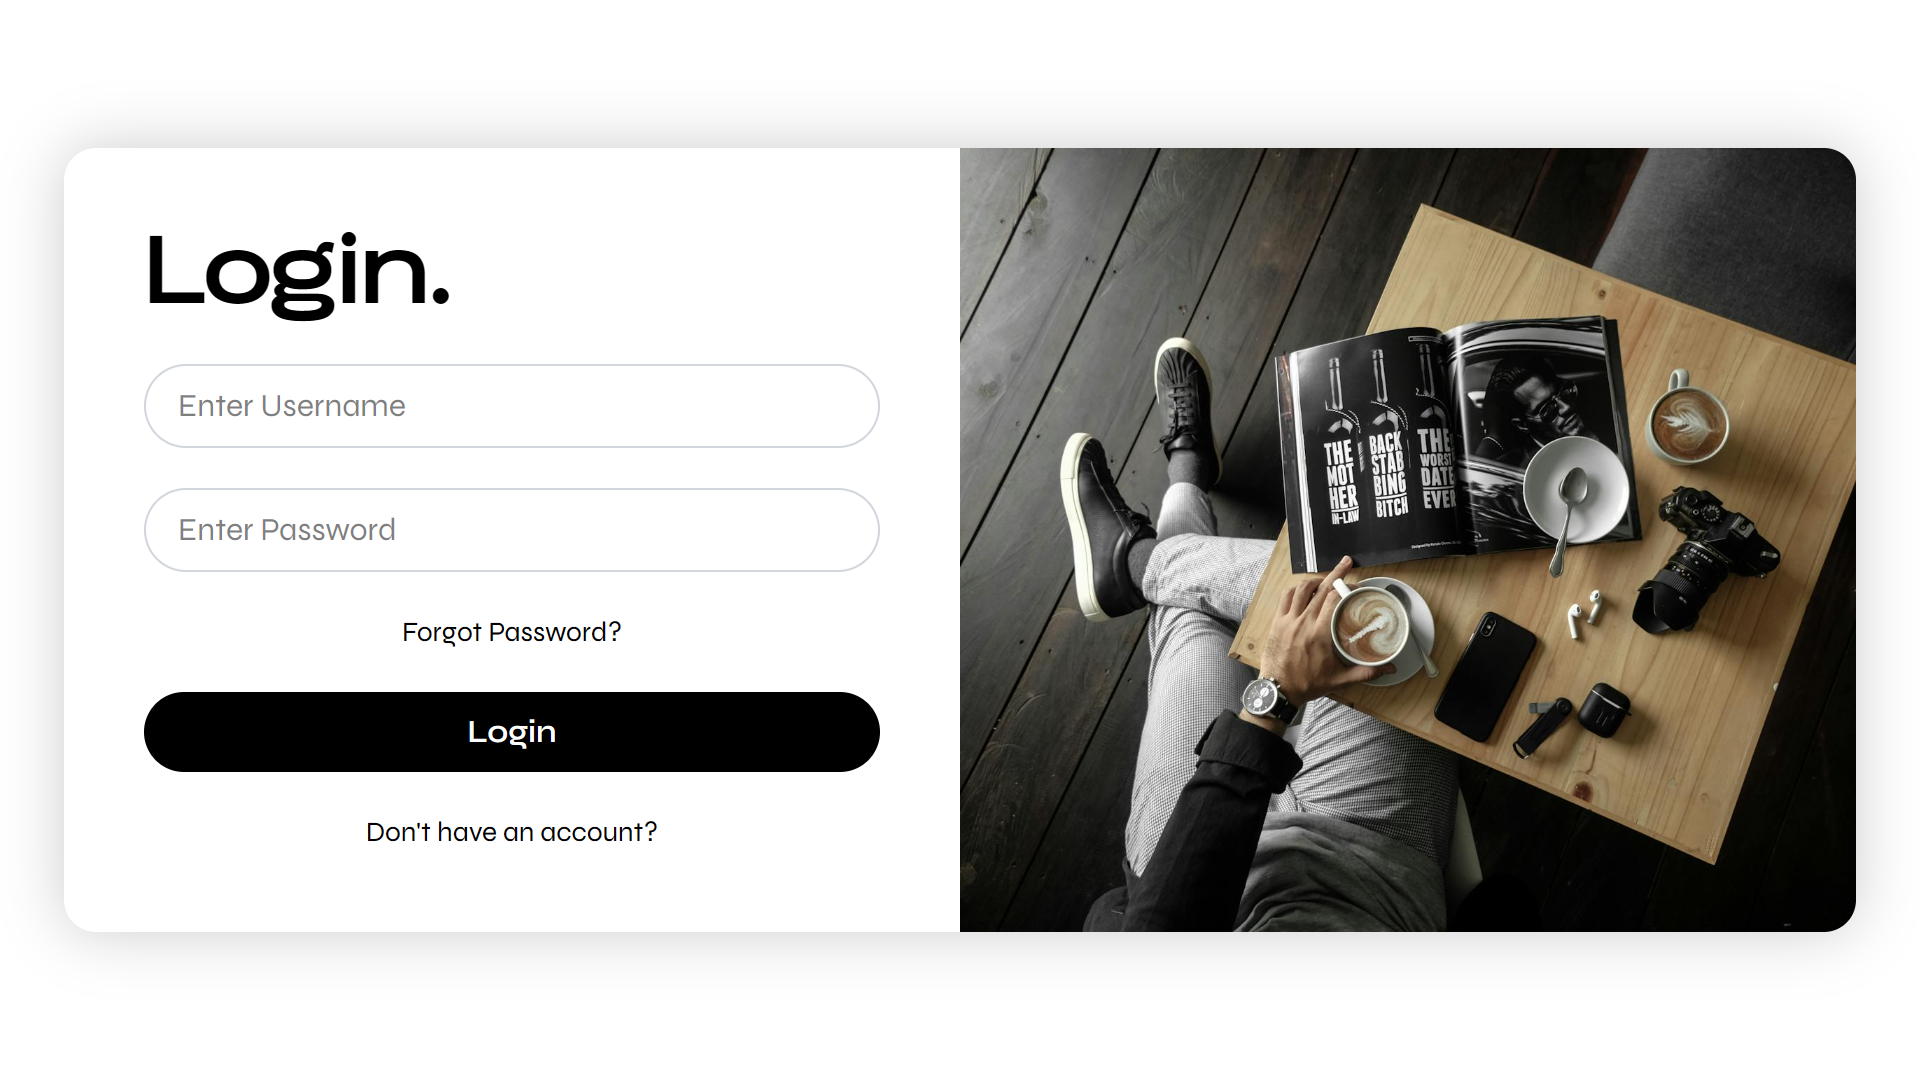 Login.
Enter Username
Enter Password
Forgot Password?
Login
Don't have an account?
THE
MOT
HER
IN-LAW
BACK
STAB
BING
BITCH
THE
WORST
DATE
EVER